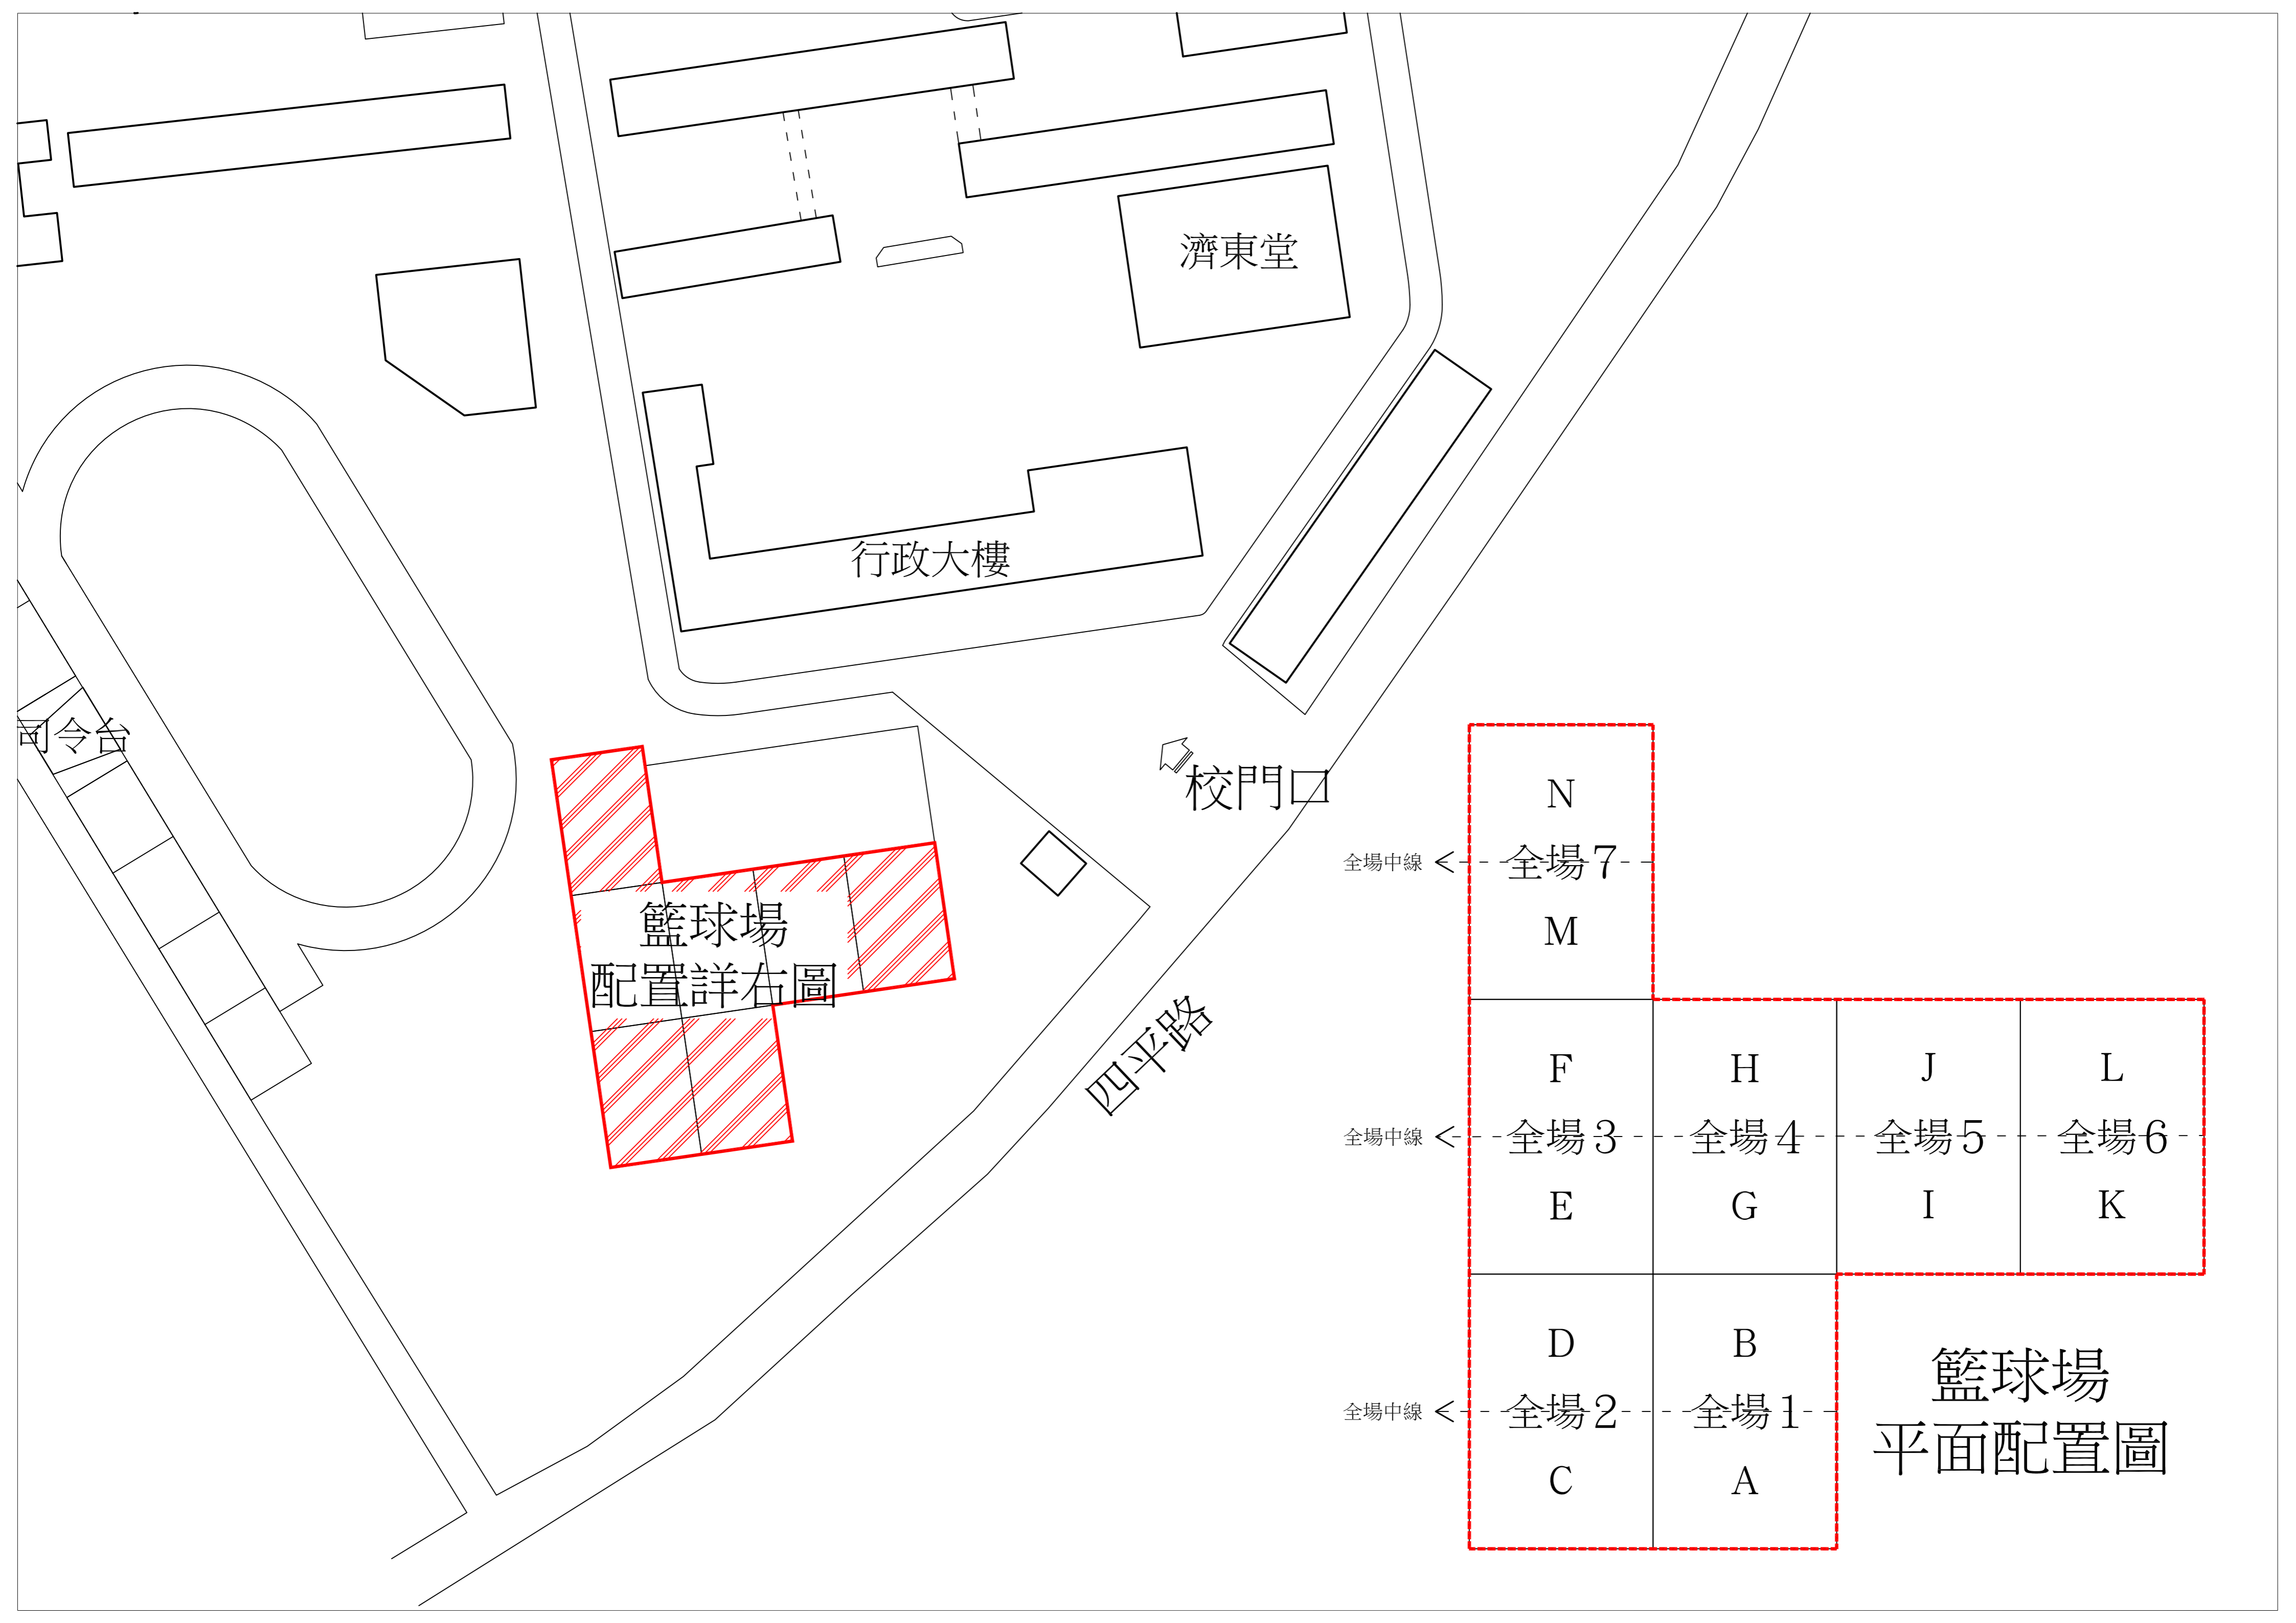 濟東堂
行政大樓
司令台
校門口
籃球場
配置詳右圖
四平路
N
全場中線 全場7
M
F H J L
全場中線 全場3 全場4 全場5 全場6
E G I K
D B
全場中線 全場2 全場1
C A
籃球場
平面配置圖